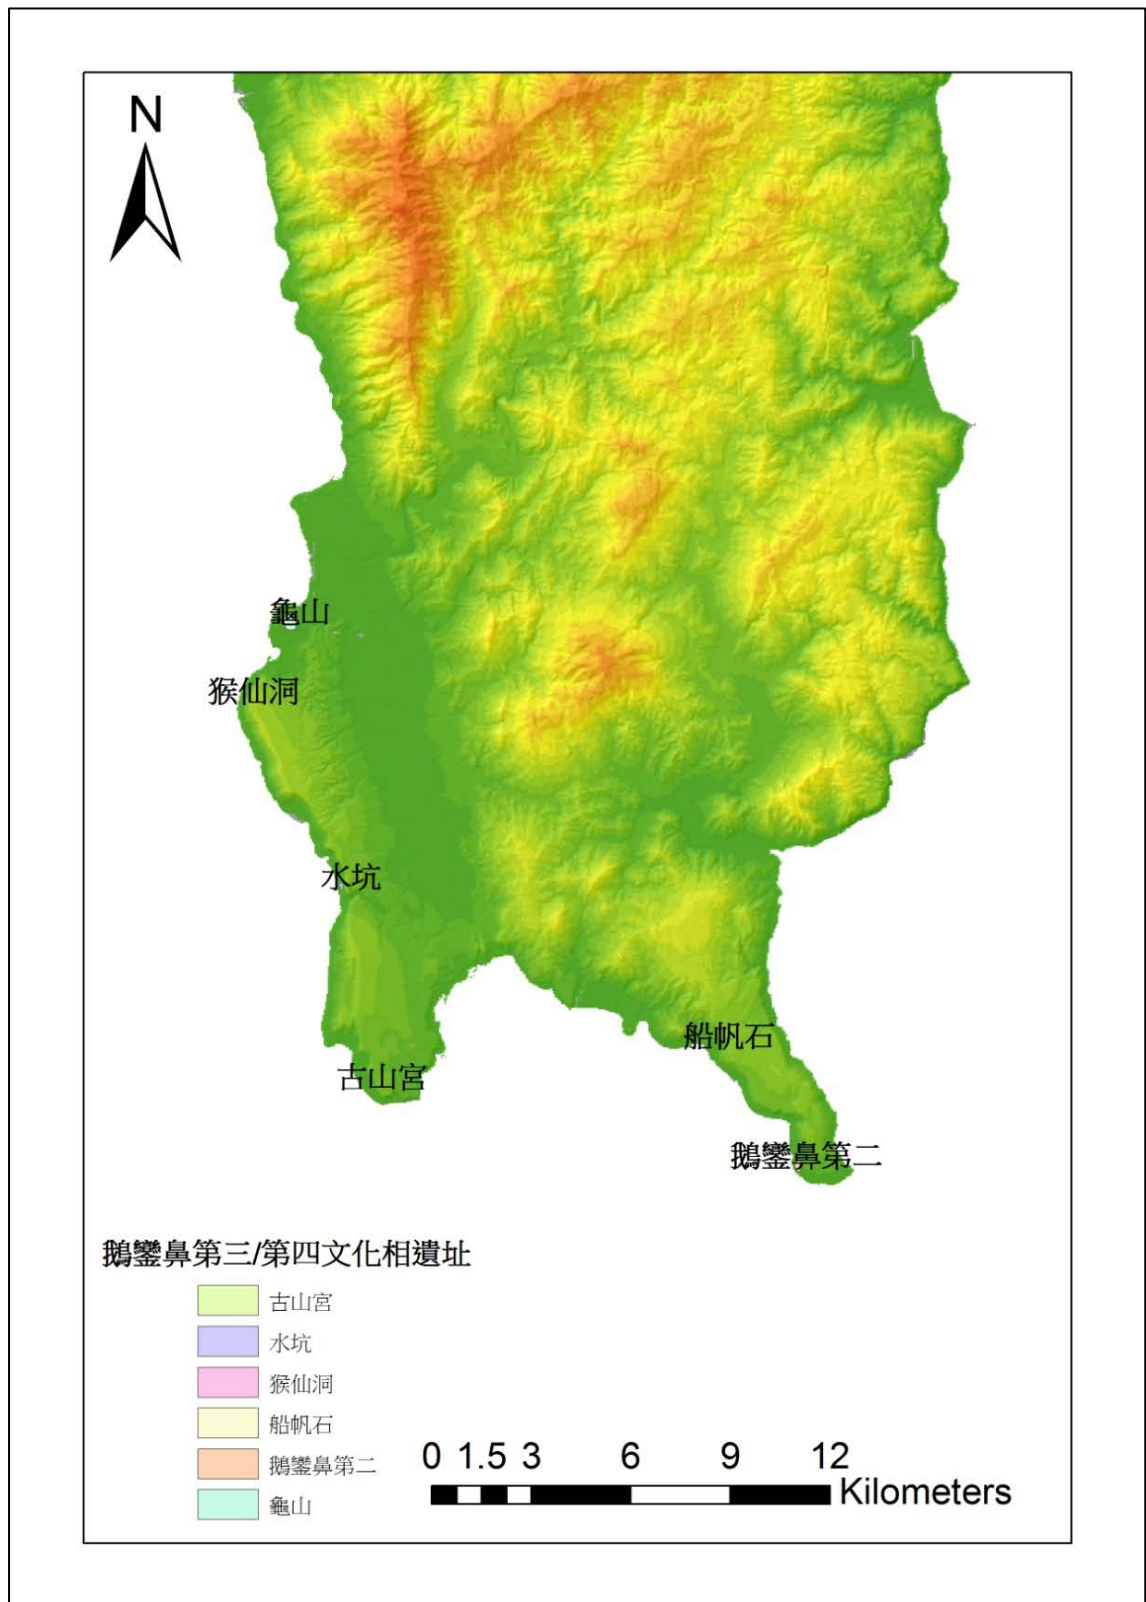 N
龜山
猴仙洞
水坑
船帆石
古山宮
鵝鑾鼻第二
鵝鑾鼻第三/第四文化相遺址
古山宮
水坑
猴仙洞
船帆石
鵝鑾鼻第二
龜山
0 1.5 3 6 9 12
Kilometers